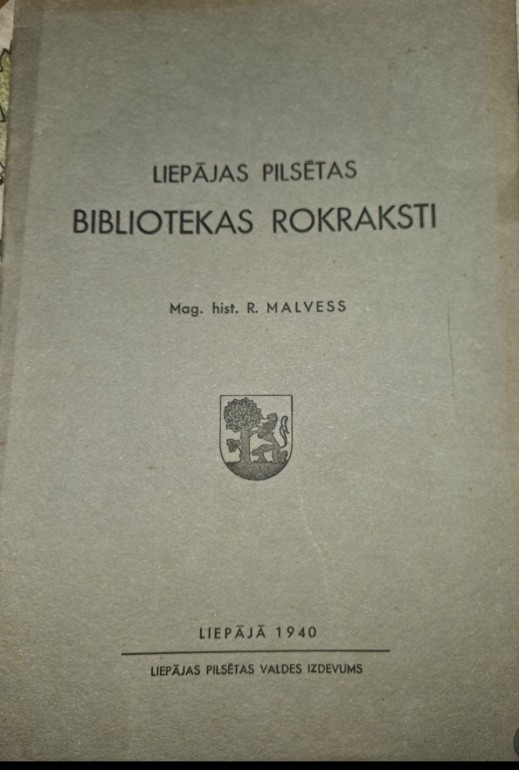 LIEPĀJAS PILSĒTAS
BIBLIOTEKAS ROKRAKSTI
Mag. hist. R. MALVESS
LIEPĀJĀ 1940
LIEPĀJAS PILSĒTAS VALDES IZDEVUMS